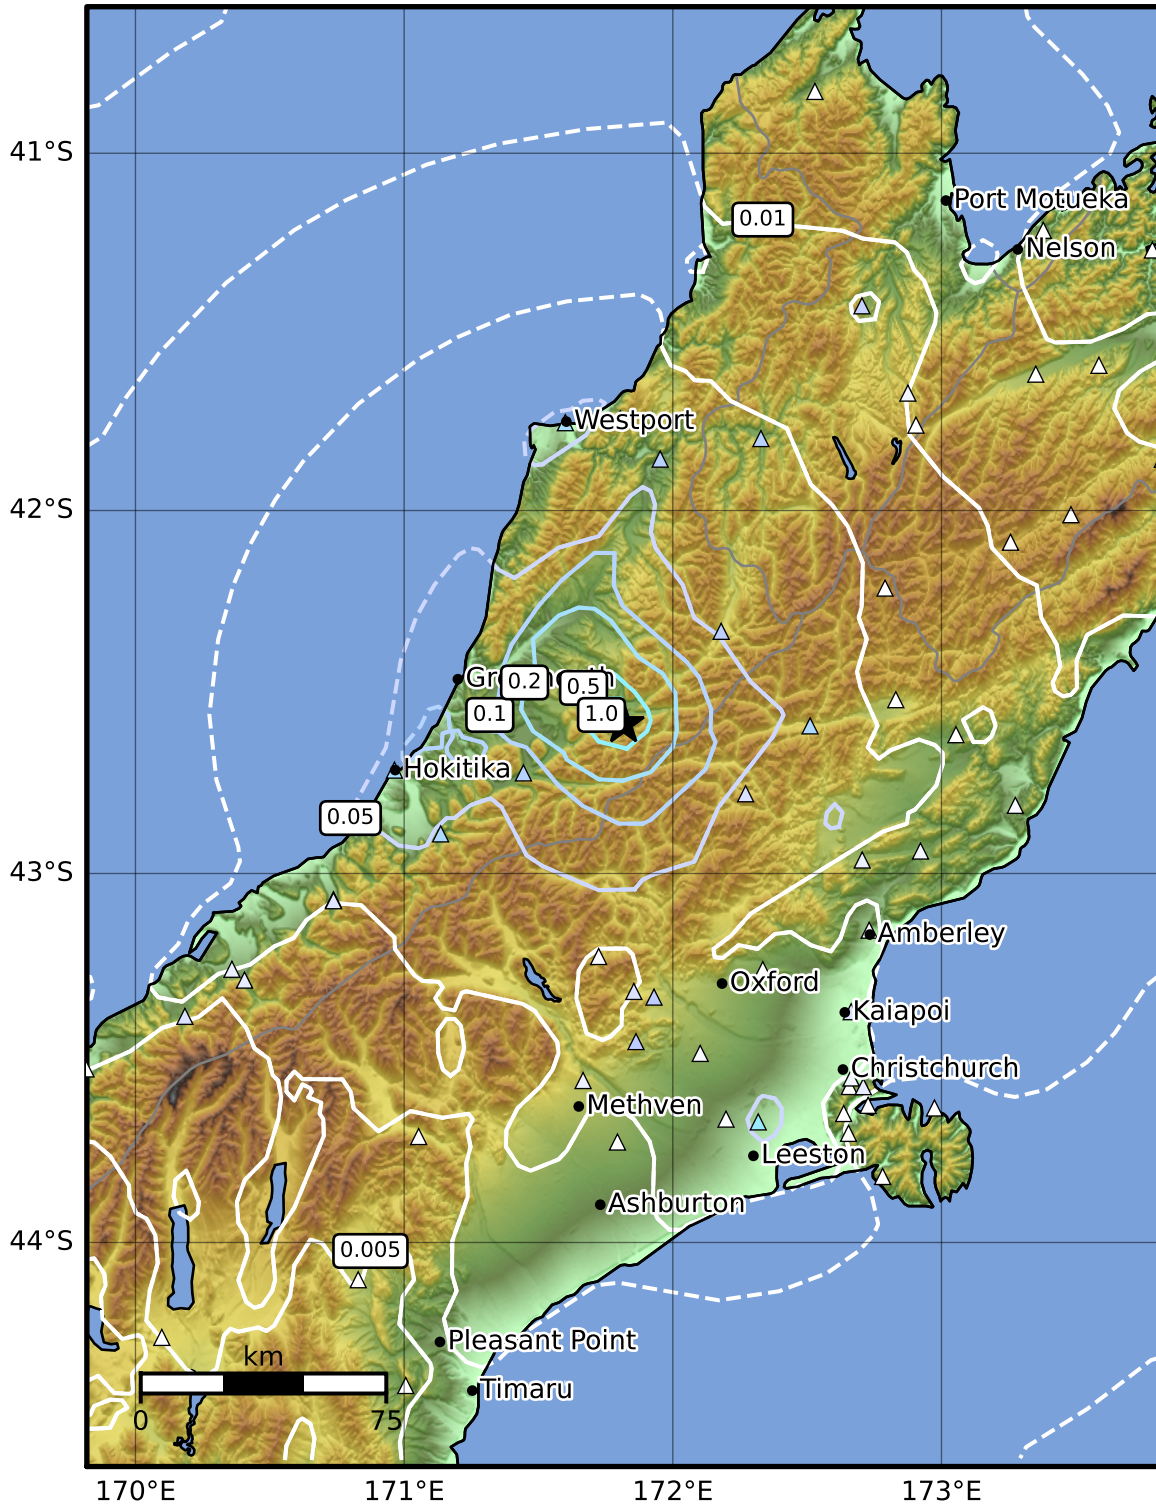 41°S
0.01
Port Motueka
Nelson
Westport
42°S
0.2
0.5
0.1
1.0
Hokitika
0.05
43°S
Amberley
Oxford
Kaiapoi
Christchurch
Methven
Leeston
Ashburton
44°S
0.005
Pleasant Point
km
Timaru
0
75
170°E
171°E
172°E
173°E